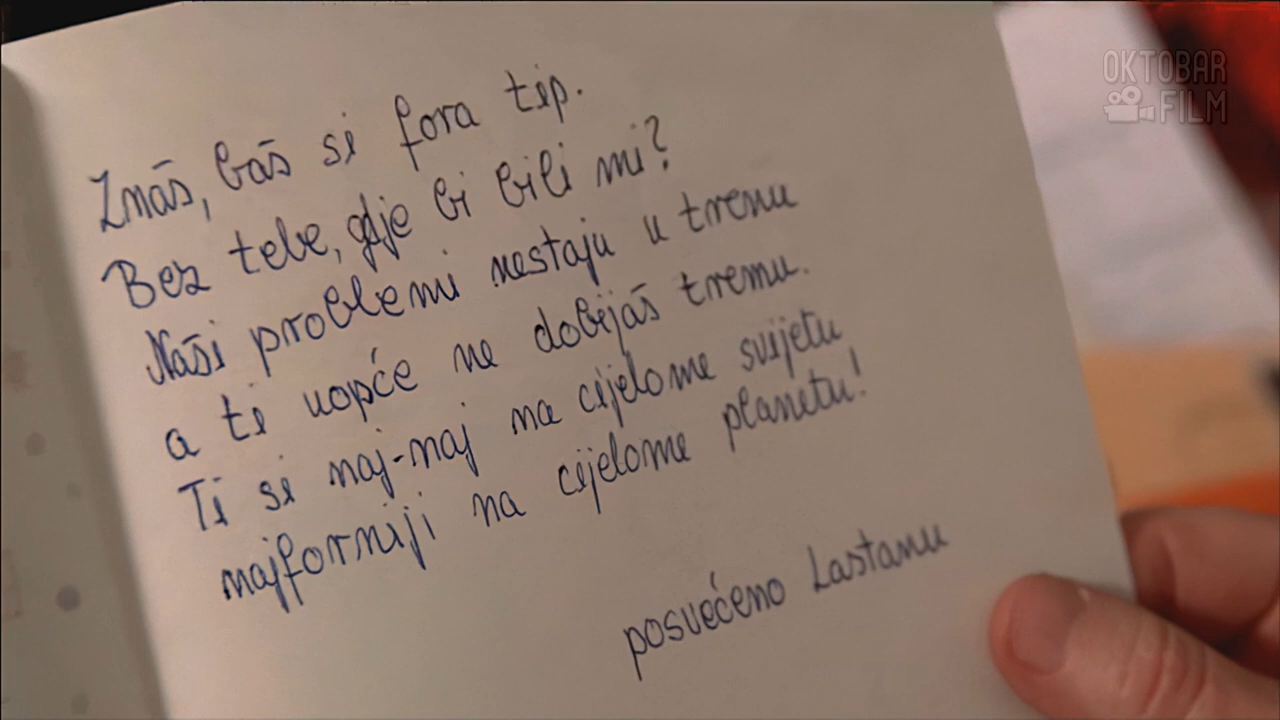 Znaš, baš si fora tip.
Bez tebe, gdje bi bili mi?
Naši problemi nestaju u trenu
a ti uopće ne dobijaš tremu.
Ti si naj-naj na cijelome svijetu
najforniji na cijelome planetu!
posvećeno Lastanu
OKTOBAR
FILM